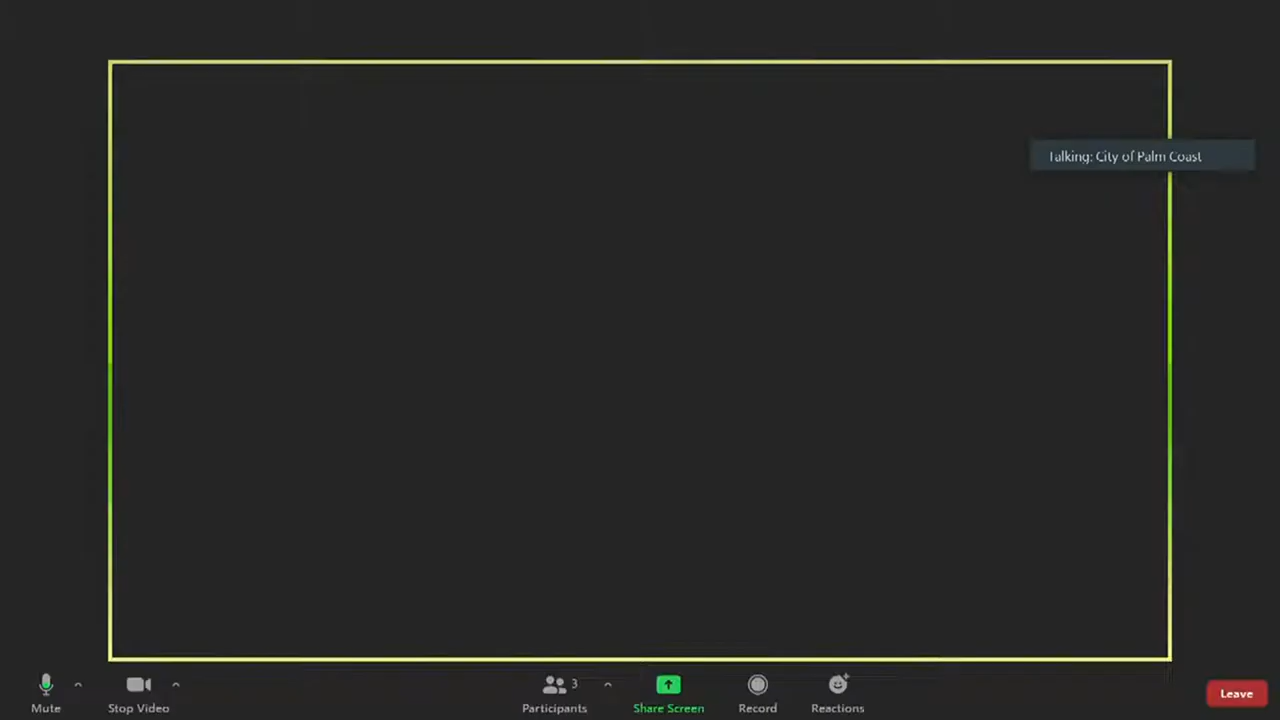 Talking: City of Palm Coast
3
Mute
Stop Video
Participants
Share Screen
Record
Reactions
Leave